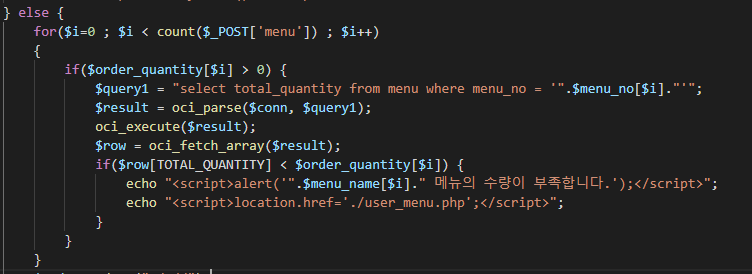 } else {
for($i=0 ; $i < count($_POST['menu']) ; $i++)
{
if($order_quantity[$i] > 0) {
$query1 = "select total_quantity from menu where menu_no = '".$menu_no[$i]."'";
$result = oci_parse($conn, $query1);
oci_execute($result);
$row = oci_fetch_array($result);
if($row[TOTAL_QUANTITY] < $order_quantity[$i]) {
echo "<script>alert('".$menu_name[$i]." 메뉴의 수량이 부족합니다.');</script>";
echo "<script>location.href='./user_menu.php';</script>";
}
}
}